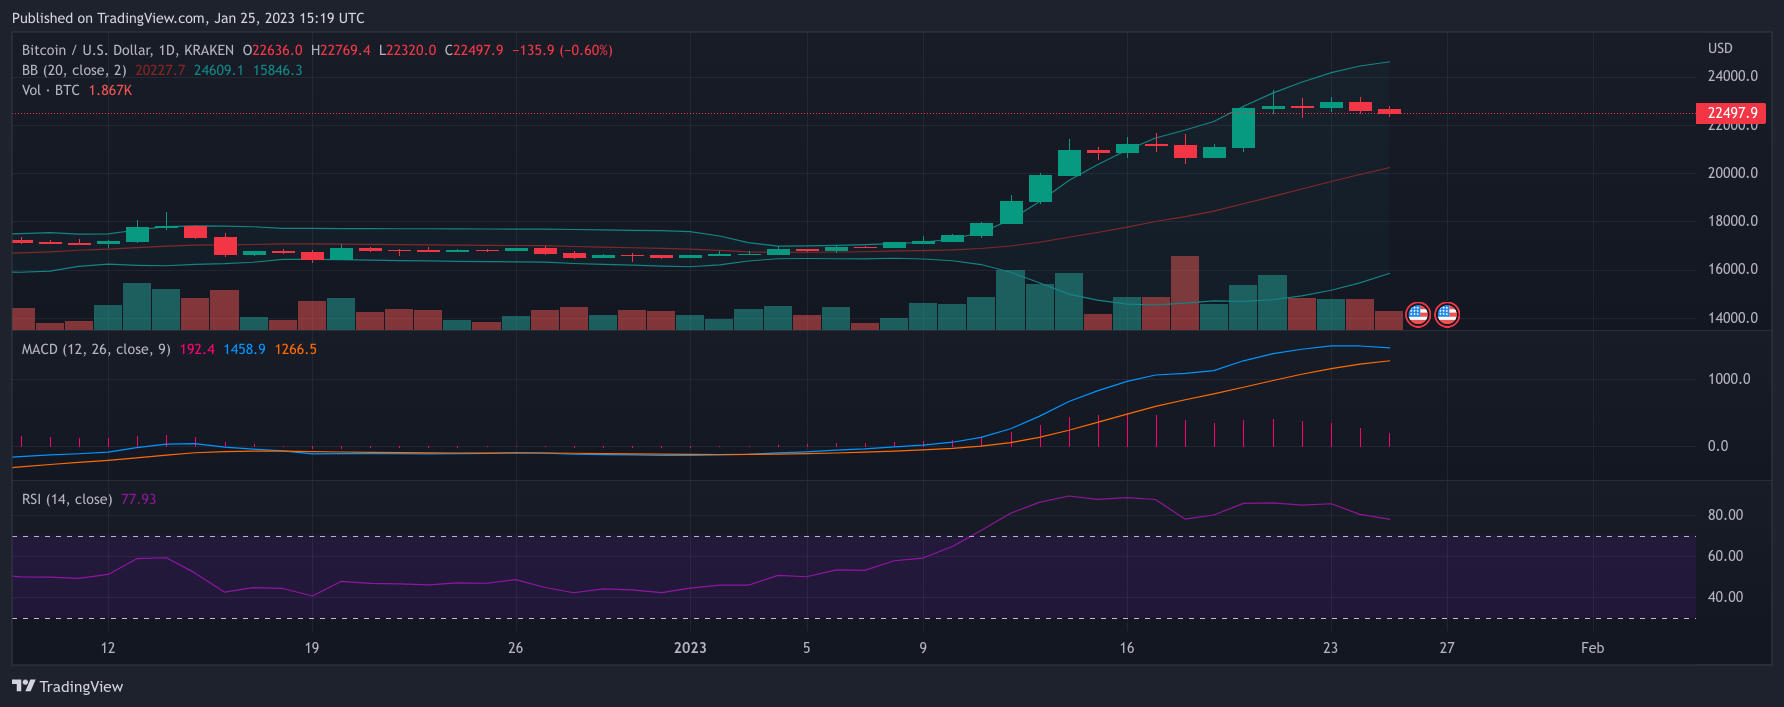 Published on TradingView.com, Jan 25, 2023 15:19 UTC
Bitcoin / U.S. Dollar, 1D, KRAKEN O22636.0 H22769.4 L22320.0 C22497.9 −135.9 (−0.60%)
BB (20, close, 2) 20227.7 24609.1 15846.3
Vol · BTC 1.867K
USD
24000.0
22497.9
22000.0
20000.0
18000.0
16000.0
14000.0
MACD (12, 26, close, 9) 192.4 1458.9 1266.5
1000.0
0.0
RSI (14, close) 77.93
80.00
60.00
40.00
12 19 26 2023 5 9 16 23 27 Feb
TradingView